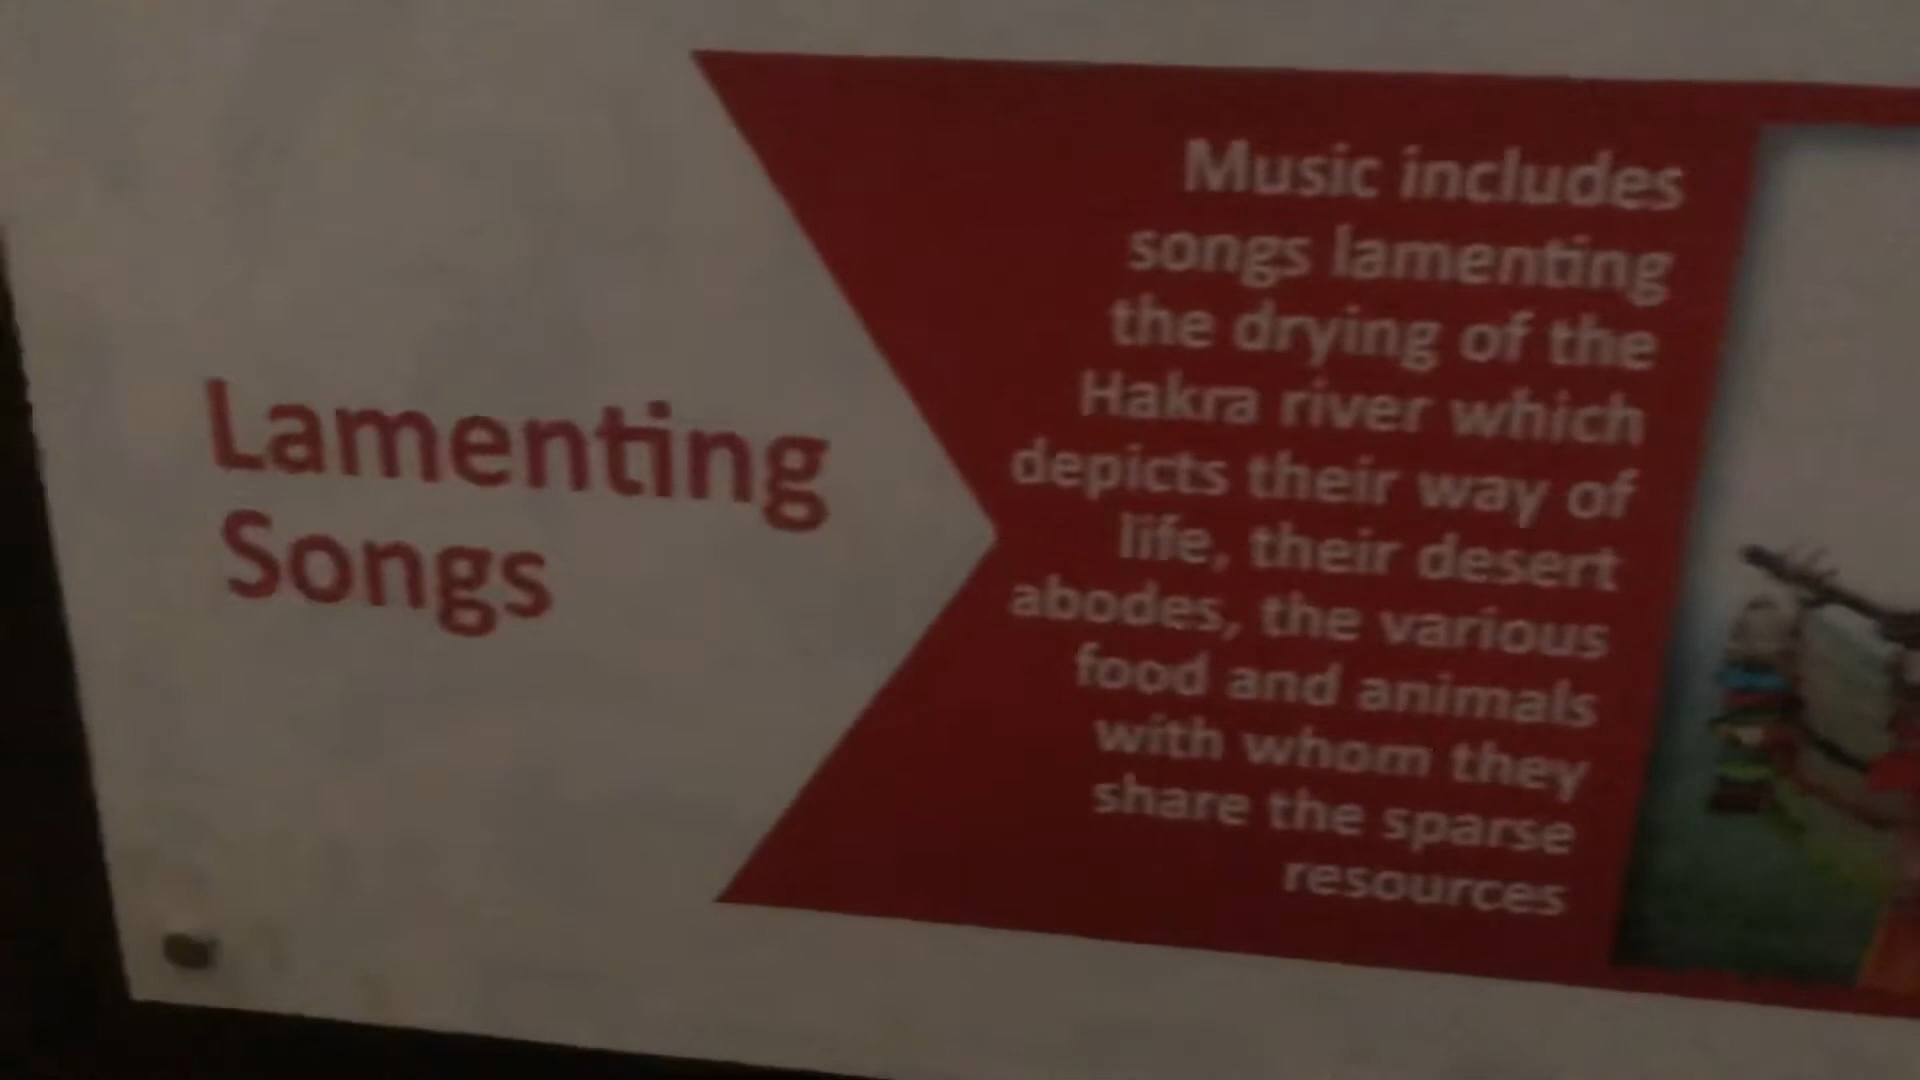 Lamenting
Songs
Music includes
songs lamenting
the drying of the
Hakra river which
depicts their way of
life, their desert
abodes, the various
food and animals
with whom they
share the sparse
resources